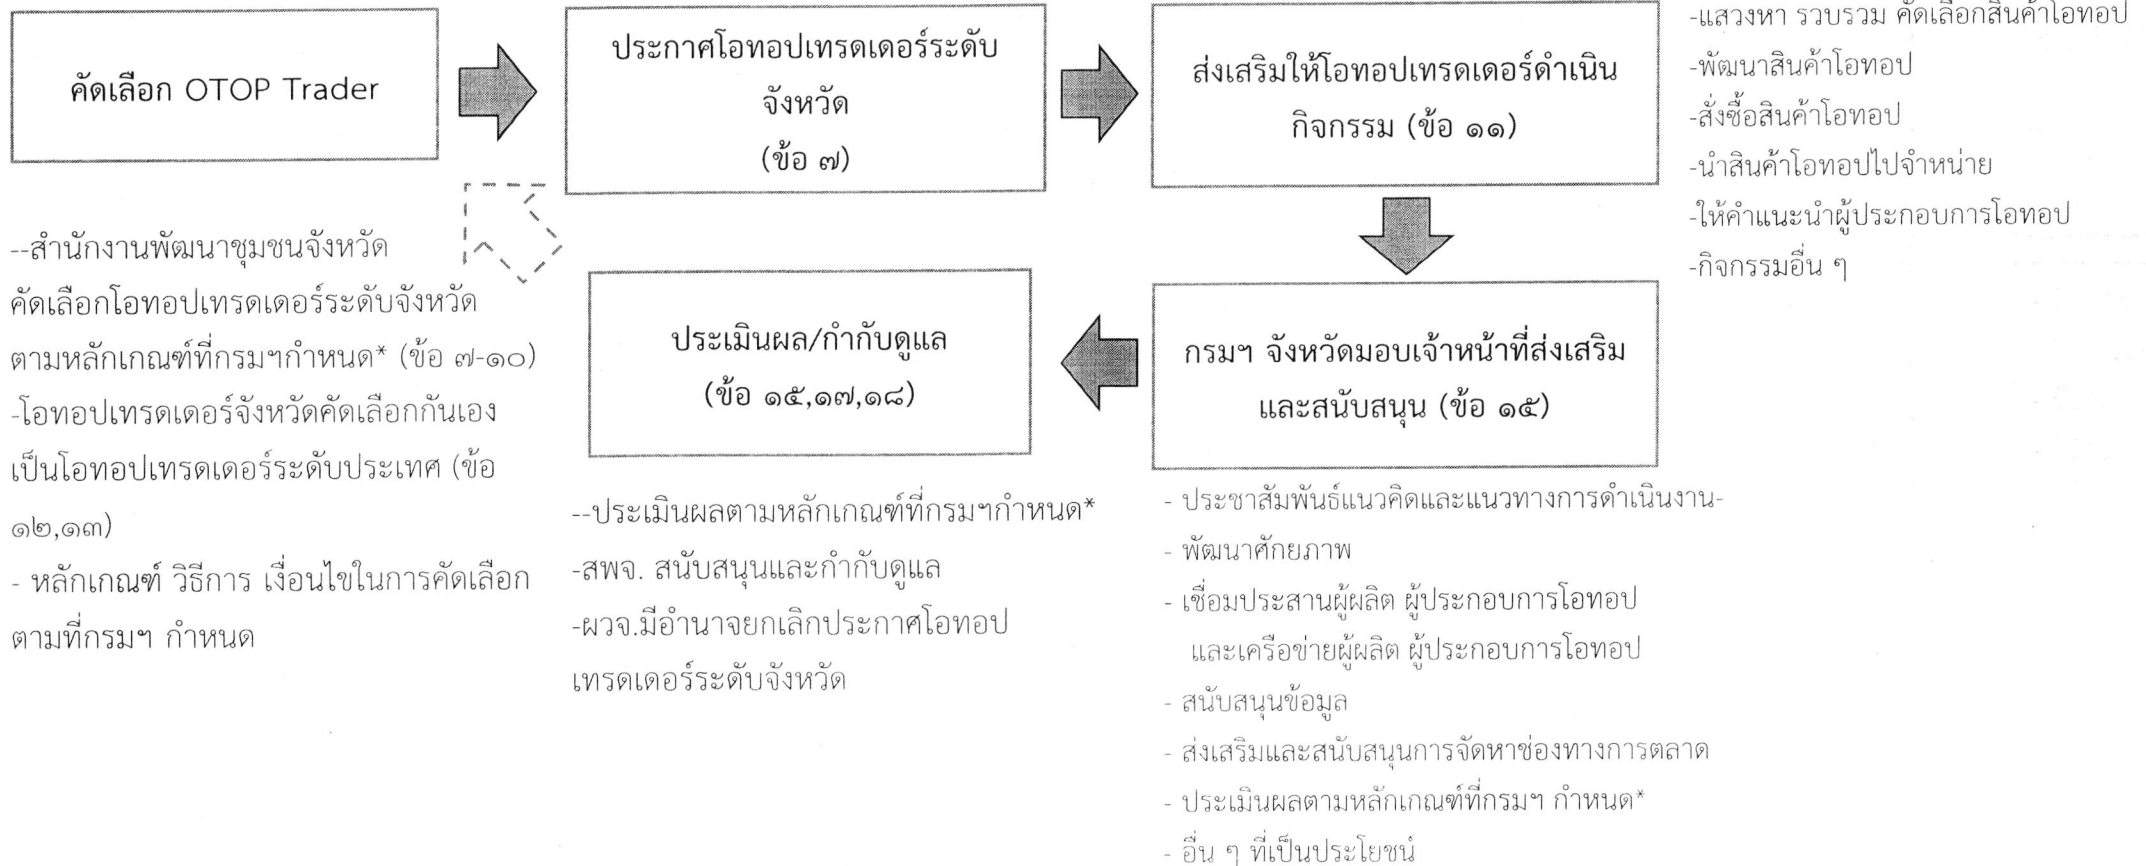 คัดเลือก OTOP Trader
--สำนักงานพัฒนาชุมชนจังหวัด
คัดเลือกโอทอปเทรดเดอร์ระดับจังหวัด
ตามหลักเกณฑ์ที่กรมฯกำหนด* (ข้อ ๗-๑๐)
-โอทอปเทรดเดอร์จังหวัดคัดเลือกกันเอง
เป็นโอทอปเทรดเดอร์ระดับประเทศ (ข้อ
๑๒,๑๓)
- หลักเกณฑ์ วิธีการ เงื่อนไขในการคัดเลือก
ตามที่กรมฯ กำหนด
ประกาศโอทอปเทรดเดอร์ระดับ
จังหวัด
(ข้อ ๗)
ส่งเสริมให้โอทอปเทรดเดอร์ดำเนิน
กิจกรรม (ข้อ ๑๑)
-แสวงหา รวบรวม คัดเลือกสินค้าโอทอป
-พัฒนาสินค้าโอทอป
-สั่งซื้อสินค้าโอทอป
-นำสินค้าโอทอปไปจำหน่าย
-ให้คำแนะนำผู้ประกอบการโอทอป
-กิจกรรมอื่น ๆ
กรมฯ จังหวัดมอบเจ้าหน้าที่ส่งเสริม
และสนับสนุน (ข้อ ๑๕)
- ประชาสัมพันธ์แนวคิดและแนวทางการดำเนินงาน-
- พัฒนาศักยภาพ
- เชื่อมประสานผู้ผลิต ผู้ประกอบการโอทอป
และเครือข่ายผู้ผลิต ผู้ประกอบการโอทอป
- สนับสนุนข้อมูล
- ส่งเสริมและสนับสนุนการจัดหาช่องทางการตลาด
- ประเมินผลตามหลักเกณฑ์ที่กรมฯ กำหนด*
- อื่น ๆ ที่เป็นประโยชน์
ประเมินผล/กำกับดูแล
(ข้อ ๑๕,๑๗,๑๘)
--ประเมินผลตามหลักเกณฑ์ที่กรมฯกำหนด*
-สพจ. สนับสนุนและกำกับดูแล
-ผวจ.มีอำนาจยกเลิกประกาศโอทอป
เทรดเดอร์ระดับจังหวัด